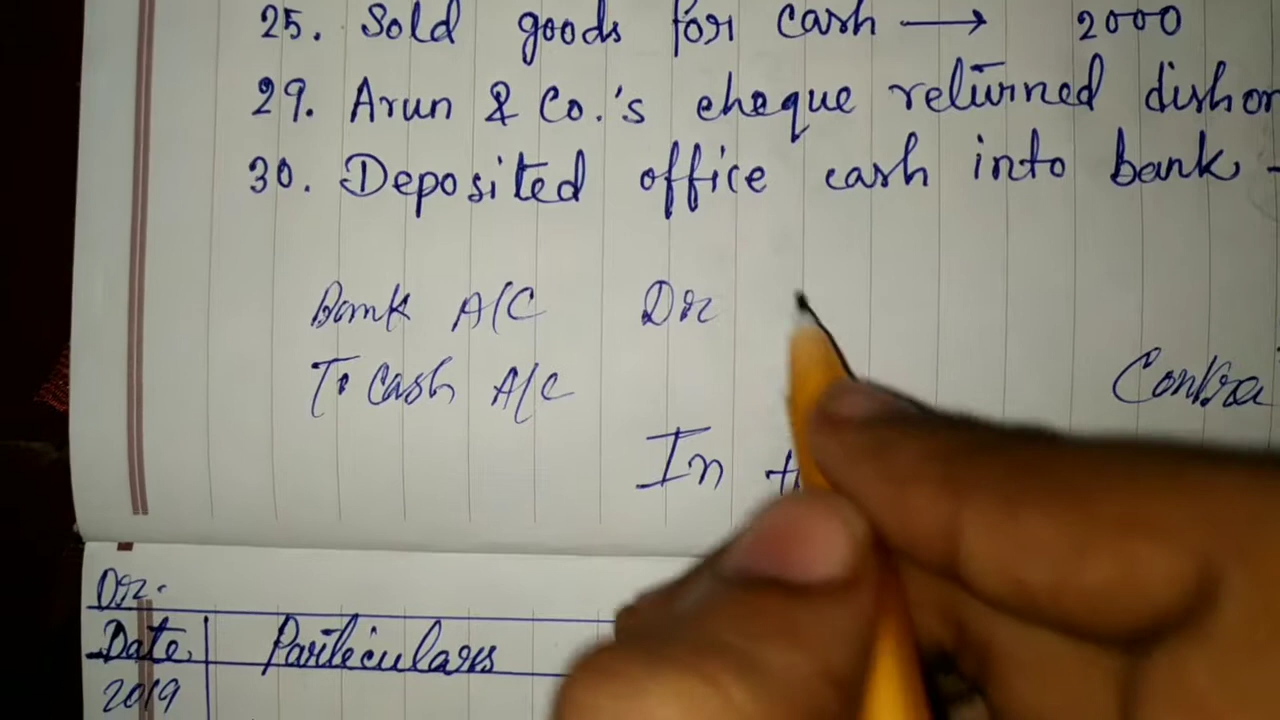 25. Sold goods for cash → 2000
29. Arun & Co.'s cheque returned dishon
30. Deposited office cash into bank -
Bank A/C Dr
To Cash A/C
Contra
In
Dr.
Date Particulars
2019